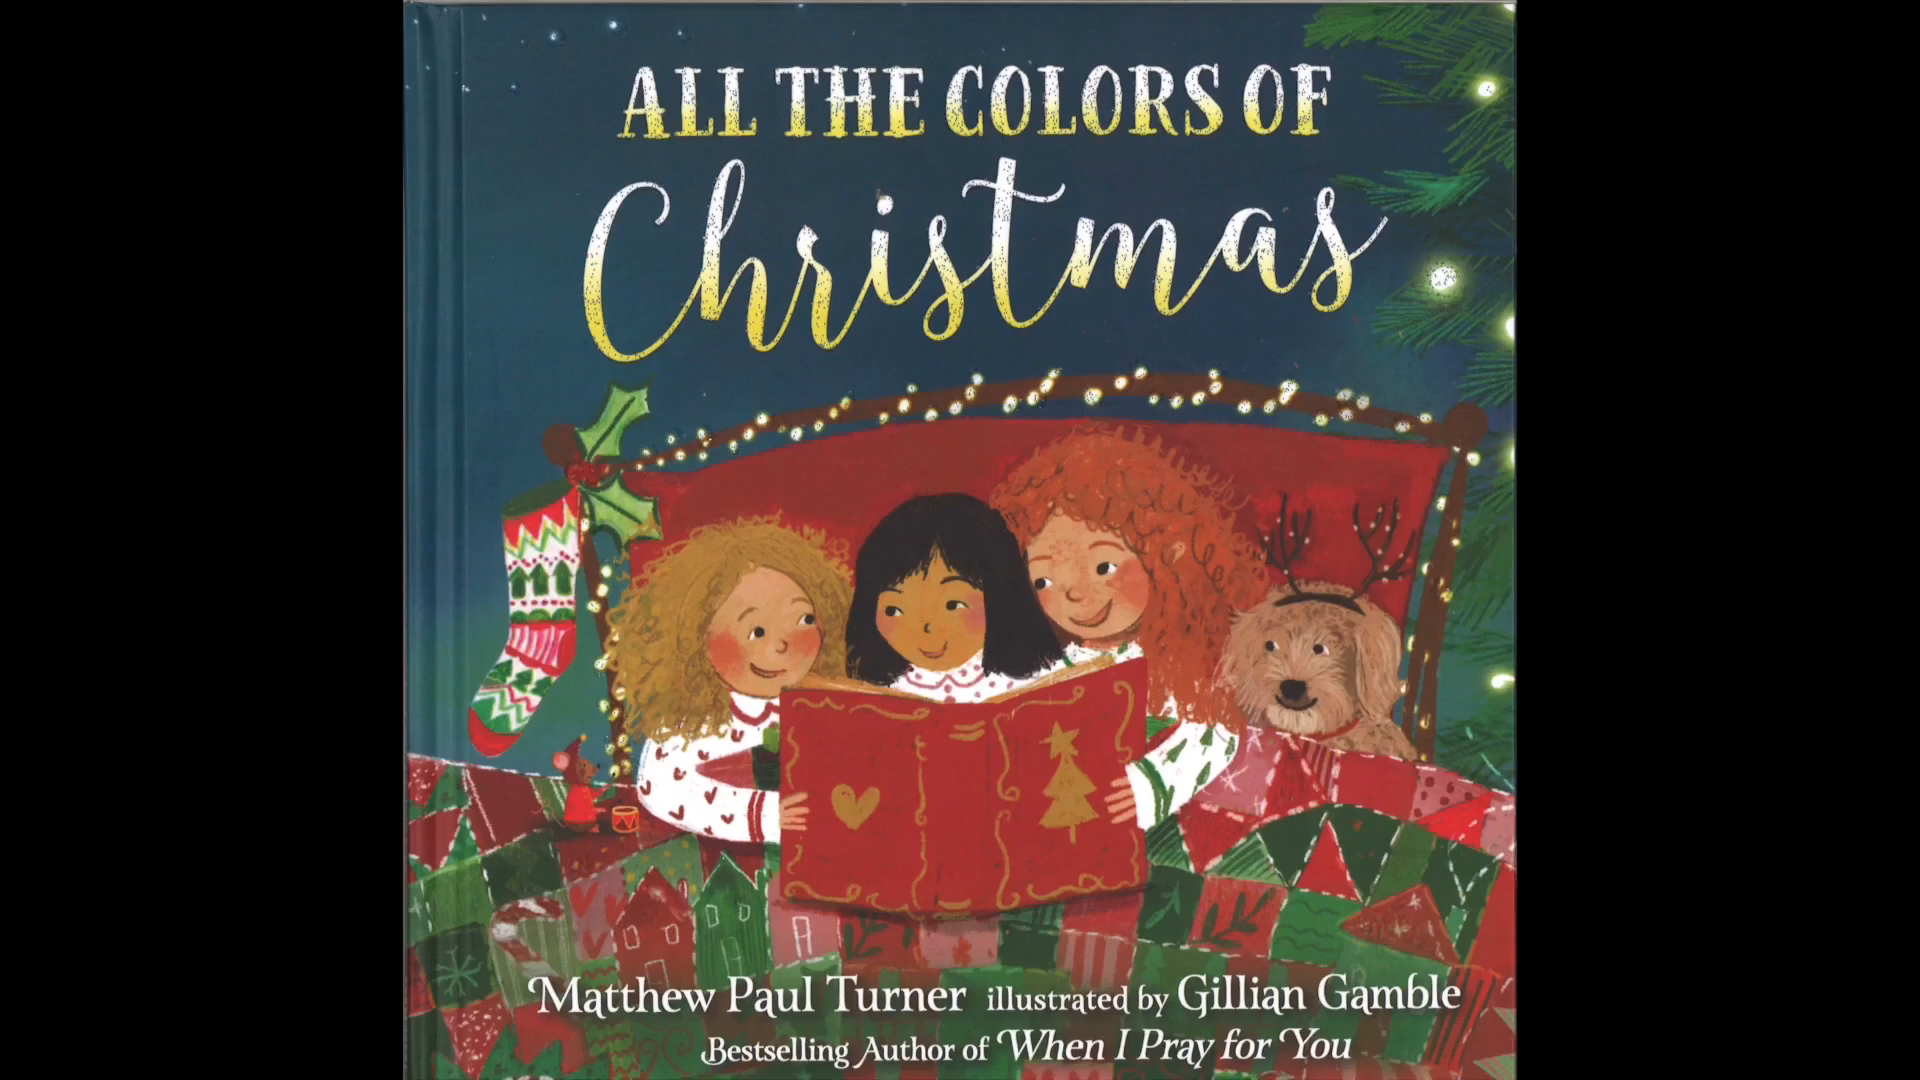 ALL THE COLORS OF
Christmas
Matthew Paul Turner illustrated by Gillian Gamble
Bestselling Author of When I Pray for You